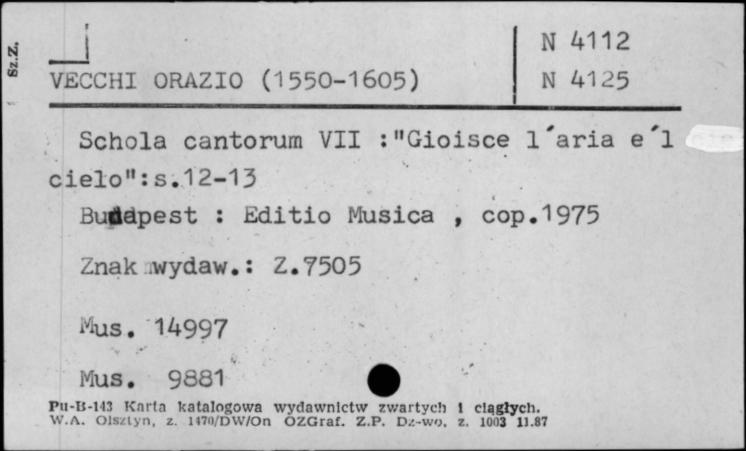 Sz.Z.
N 4112
VECCHI ORAZIO (1550-1605) N 4125
Schola cantorum VII :"Gioisce l´aria e´l
cielo":s.12-13
Budapest : Editio Musica , cop.1975
Znak wydaw.: Z.7505
Mus. 14997
Mus. 9881
Pu-B-143 Karta katalogowa wydawnictw zwartych i ciągłych.
W.A. Olsztyn, z. 1470/DW/On OZGraf. Z.P. Dz-wo, z. 1003 11.87